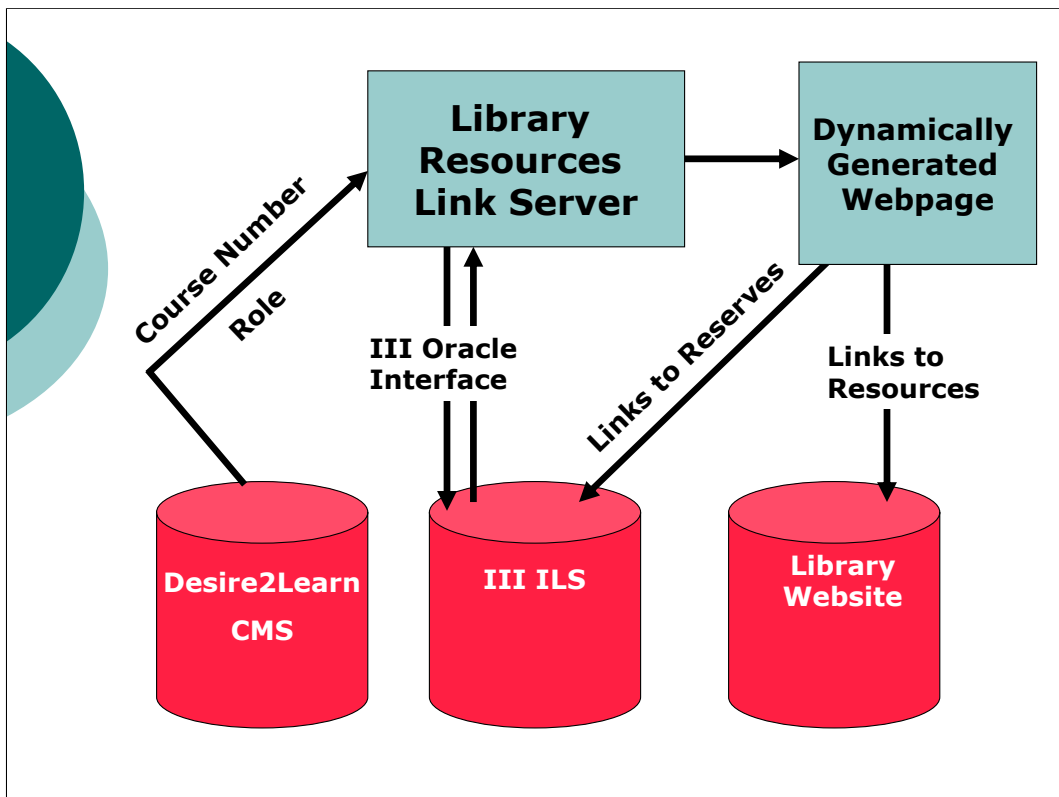 Library
Resources
Link Server
Dynamically
Generated
Webpage
Course Number
Role
III Oracle
Interface
Links to Reserves
Links to
Resources
Desire2Learn
CMS
III ILS
Library
Website